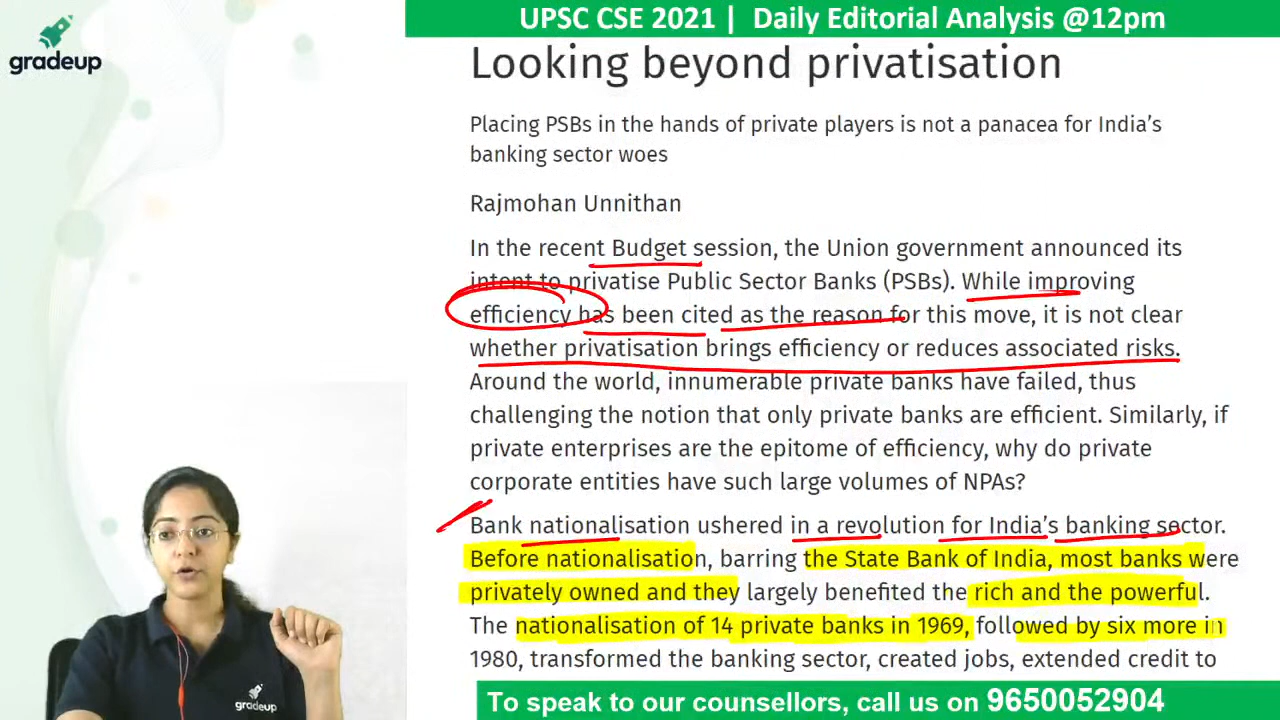 UPSC CSE 2021 | Daily Editorial Analysis @12pm
gradeup
Looking beyond privatisation
Placing PSBs in the hands of private players is not a panacea for India’s
banking sector woes
Rajmohan Unnithan
In the recent Budget session, the Union government announced its
intent to privatise Public Sector Banks (PSBs). While improving
efficiency has been cited as the reason for this move, it is not clear
whether privatisation brings efficiency or reduces associated risks.
Around the world, innumerable private banks have failed, thus
challenging the notion that only private banks are efficient. Similarly, if
private enterprises are the epitome of efficiency, why do private
corporate entities have such large volumes of NPAs?
Bank nationalisation ushered in a revolution for India’s banking sector.
Before nationalisation, barring the State Bank of India, most banks were
privately owned and they largely benefited the rich and the powerful.
The nationalisation of 14 private banks in 1969, followed by six more in
1980, transformed the banking sector, created jobs, extended credit to
gradeup
To speak to our counsellors, call us on 9650052904